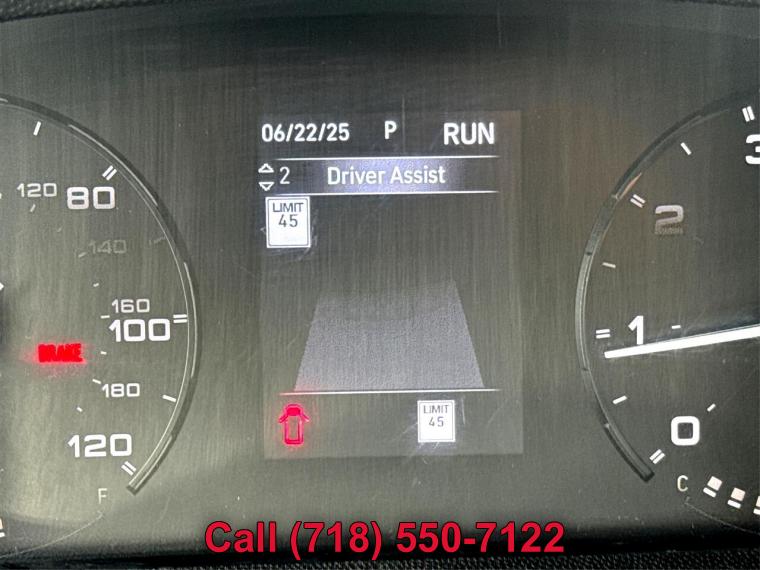 06/22/25 P RUN
2 Driver Assist
LIMIT
45
120 80
140
160
100
BRAKE
180
120
F
3
2
1
0
C
LIMIT
45
Call (718) 550-7122